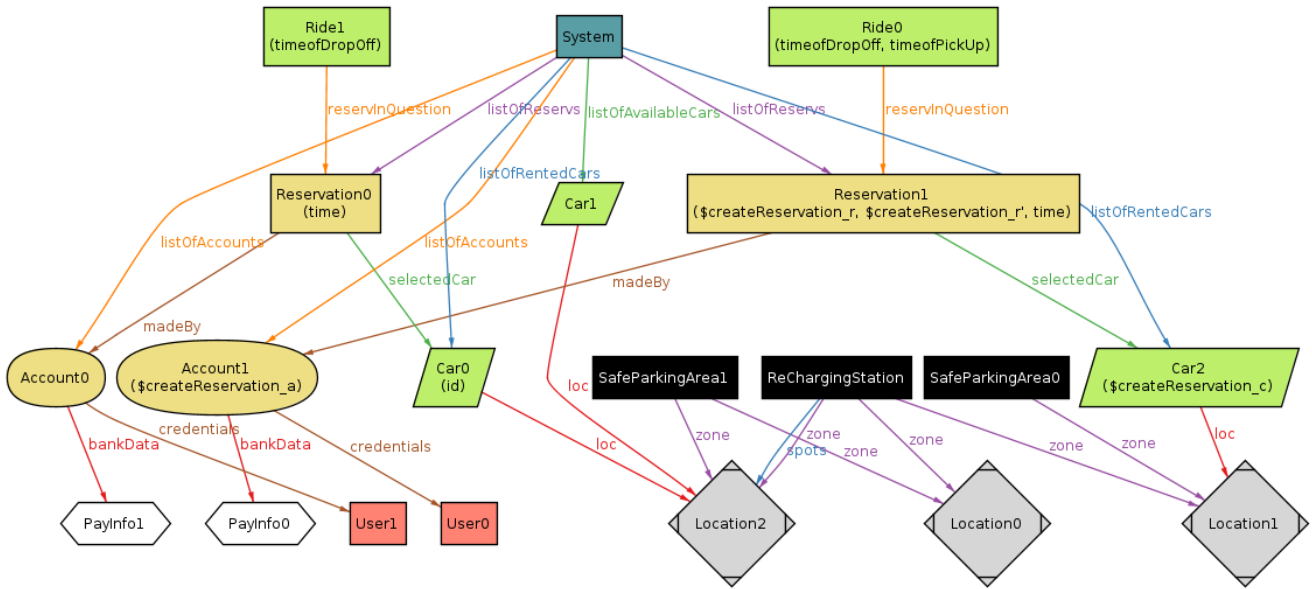 Ride1
(timeofDropOff)
System
Ride0
(timeofDropOff, timeofPickUp)
reservInQuestion
listOfReservs
listOfAvailableCars
listOfReservs
reservInQuestion
listOfRentedCars
Reservation0
(time)
Car1
Reservation1
($createReservation_r, $createReservation_r', time)
listOfRentedCars
listOfAccounts
listOfAccounts
selectedCar
madeBy
selectedCar
madeBy
Account0
Account1
($createReservation_a)
Car0
(id)
SafeParkingArea1
ReChargingStation
SafeParkingArea0
Car2
($createReservation_c)
loc
bankData
credentials
bankData
credentials
loc
zone
zone
spots
zone
zone
zone
zone
loc
PayInfo1
PayInfo0
User1
User0
Location2
Location0
Location1